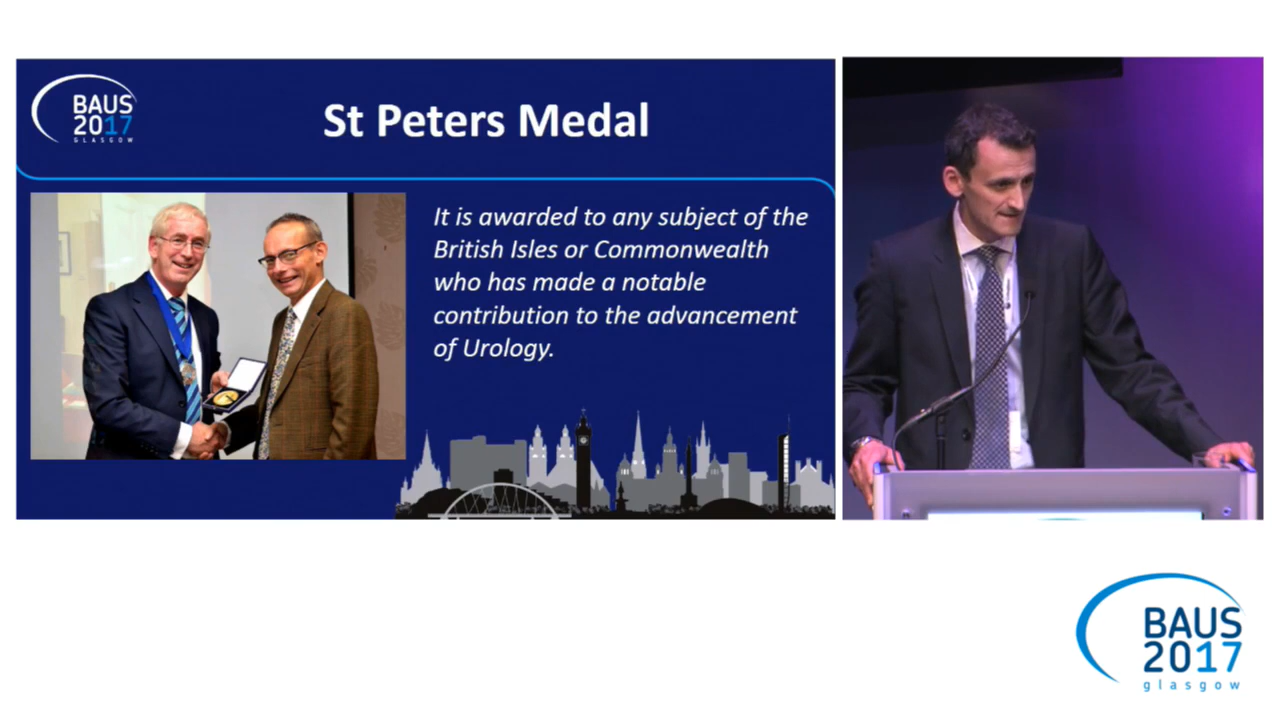 BAUS
2017
GLASGOW
St Peters Medal
It is awarded to any subject of the
British Isles or Commonwealth
who has made a notable
contribution to the advancement
of Urology.
BAUS
2017
glasgow